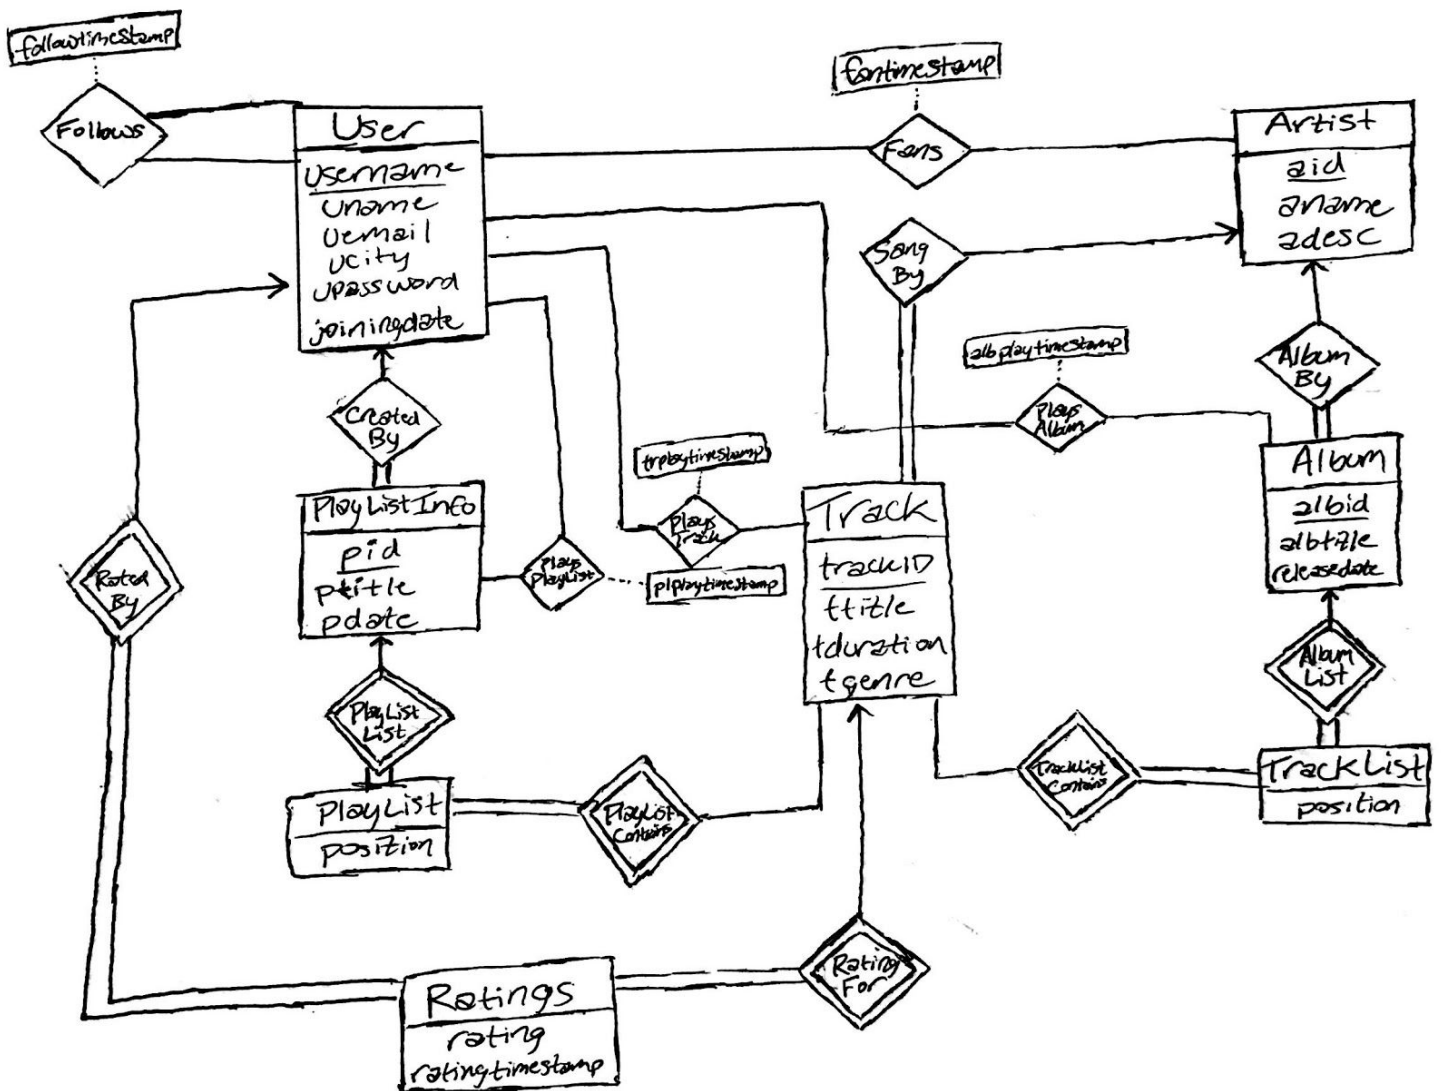 followtimestamp
Follows
User
username
uname
uemail
ucity
upassword
joiningdate
fantimestamp
Fans
Artist
aid
aname
adesc
Sang
By
Album
By
albplaytimestamp
Plays
Album
Created
By
trplaytimestamp
Plays
Track
PlayListInfo
pid
ptitle
pdate
Plays
PlayList
plplaytimestamp
Track
trackID
ttitle
tduration
tgenre
Album
albid
albtitle
releasedate
Rated
By
PlayList
List
Album
List
PlayList
position
PlayList
Contains
TrackList
Contains
TrackList
position
Ratings
rating
ratingtimestamp
Rating
For